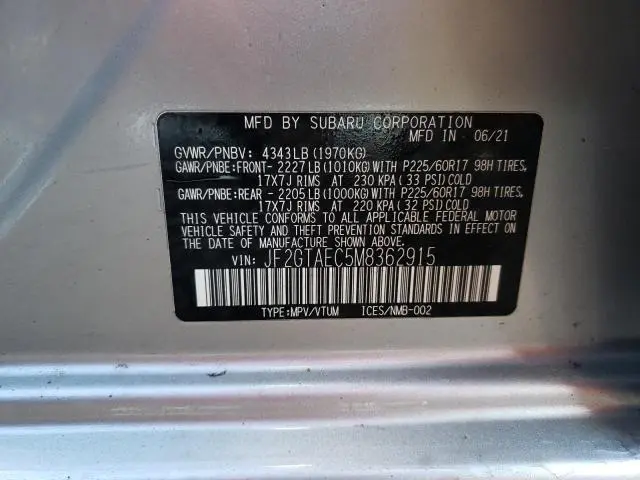 MFD BY SUBARU CORPORATION
MFD IN 06/21
GVWR/PNBV: 4343LB(1970KG)
GAWR/PNBE:FRONT- 2227LB(1010KG)WITH P225/60R17 98H TIRES,
17X7J RIMS AT 230 KPA(33 PSI)COLD
GAWR/PNBE:REAR - 2205LB(1000KG)WITH P225/60R17 98H TIRES,
17X7J RIMS AT 220 KPA(32 PSI)COLD
THIS VEHICLE CONFORMS TO ALL APPLICABLE FEDERAL MOTOR
VEHICLE SAFETY AND THEFT PREVENTION STANDARDS IN EFFECT
ON THE DATE OF MANUFACTURE SHOWN ABOVE.
VIN: JF2GTAEC5M8362915
TYPE:MPV/VTUM ICES/NMB-002